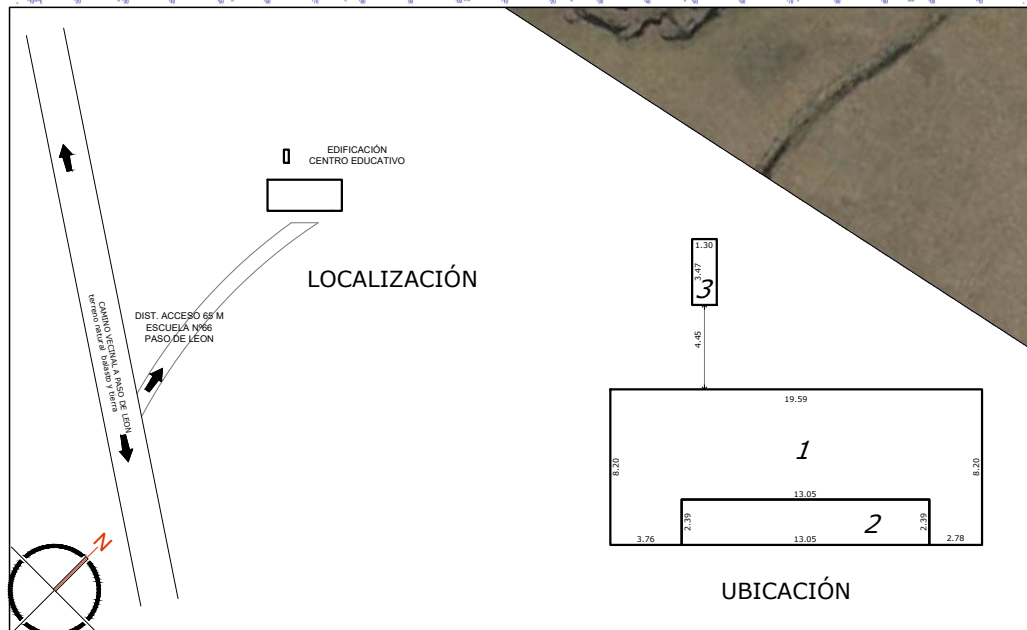 EDIFICACIÓN
CENTRO EDUCATIVO
LOCALIZACIÓN
DIST. ACCESO 65 M
ESCUELA Nº66
PASO DE LEON
CAMINO VECINAL A PASO DE LEON
terreno natural balasto y tierra
N
1.30
3.47
3
4.45
19.59
8.20
1
8.20
13.05
2.39
2
2.39
3.76
13.05
2.78
UBICACIÓN